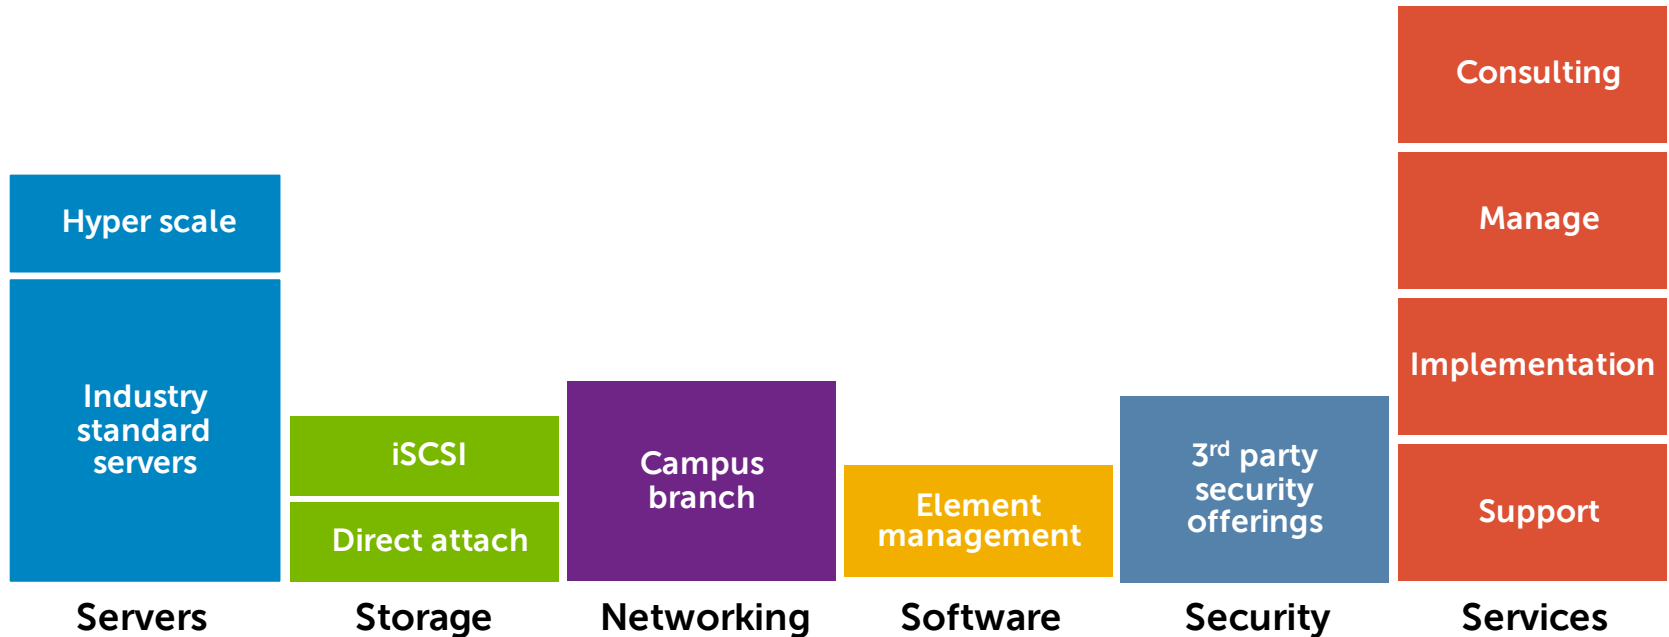 Consulting
Hyper scale
Manage
Industry
standard
servers
iSCSI
Direct attach
Campus
branch
Element
management
3rd party
security
offerings
Implementation
Support
Servers
Storage
Networking
Software
Security
Services